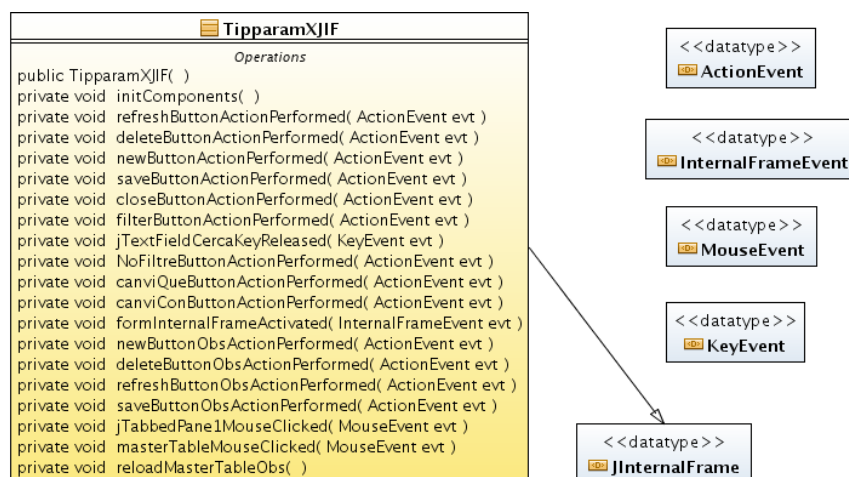 TipparamXJIF
Operations
public TipparamXJIF( )
private void initComponents( )
private void refreshButtonActionPerformed( ActionEvent evt )
private void deleteButtonActionPerformed( ActionEvent evt )
private void newButtonActionPerformed( ActionEvent evt )
private void saveButtonActionPerformed( ActionEvent evt )
private void closeButtonActionPerformed( ActionEvent evt )
private void filterButtonActionPerformed( ActionEvent evt )
private void jTextFieldCercaKeyReleased( KeyEvent evt )
private void NoFiltreButtonActionPerformed( ActionEvent evt )
private void canviQueButtonActionPerformed( ActionEvent evt )
private void canviConButtonActionPerformed( ActionEvent evt )
private void formInternalFrameActivated( InternalFrameEvent evt )
private void newButtonObsActionPerformed( ActionEvent evt )
private void deleteButtonObsActionPerformed( ActionEvent evt )
private void refreshButtonObsActionPerformed( ActionEvent evt )
private void saveButtonObsActionPerformed( ActionEvent evt )
private void jTabbedPane1MouseClicked( MouseEvent evt )
private void masterTableMouseClicked( MouseEvent evt )
private void reloadMasterTableObs( )
<<datatype>>
ActionEvent
<<datatype>>
InternalFrameEvent
<<datatype>>
MouseEvent
<<datatype>>
KeyEvent
<<datatype>>
JInternalFrame